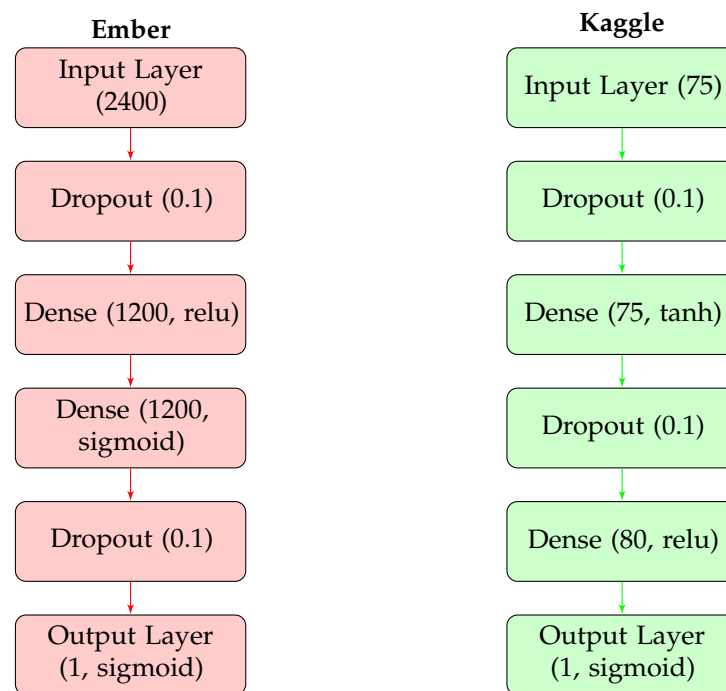 Ember
Input Layer
(2400)
Dropout (0.1)
Dense (1200, relu)
Dense (1200,
sigmoid)
Dropout (0.1)
Output Layer
(1, sigmoid)
Kaggle
Input Layer (75)
Dropout (0.1)
Dense (75, tanh)
Dropout (0.1)
Dense (80, relu)
Output Layer
(1, sigmoid)